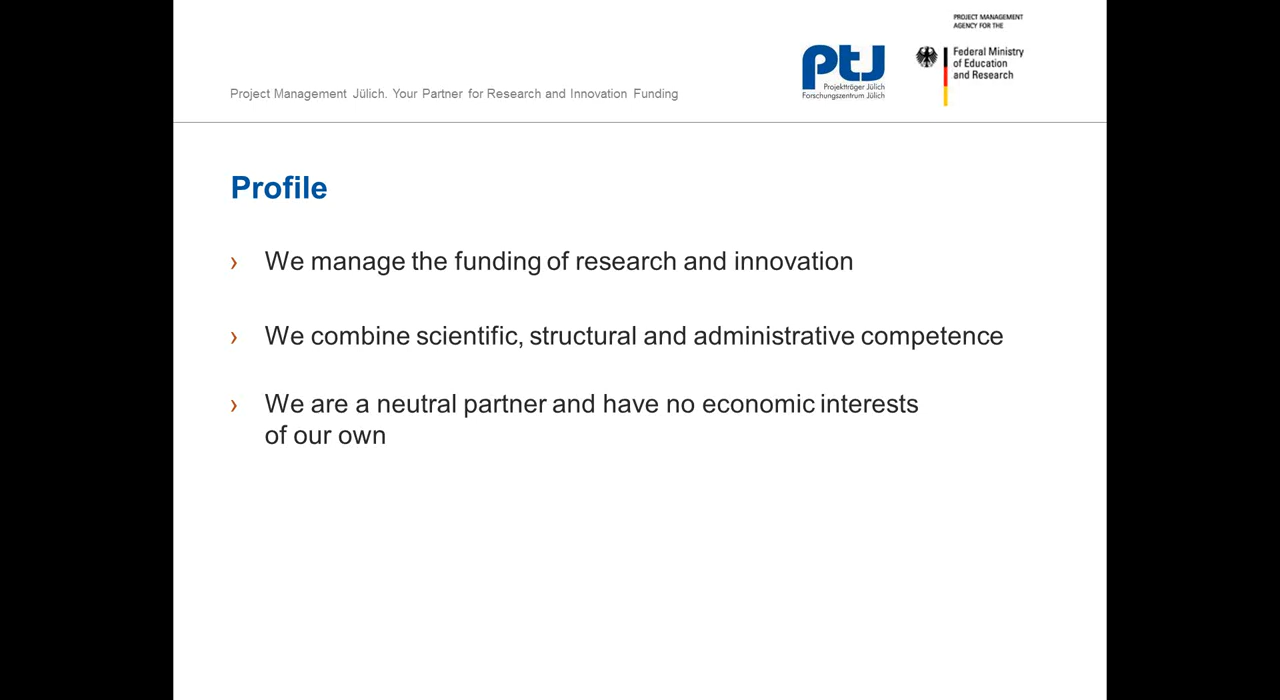 PROJECT MANAGEMENT
AGENCY FOR THE
ptJ
Federal Ministry
of Education
and Research
Projektträger Jülich
Forschungszentrum Jülich
Project Management Jülich. Your Partner for Research and Innovation Funding
Profile
› We manage the funding of research and innovation
› We combine scientific, structural and administrative competence
› We are a neutral partner and have no economic interests
of our own